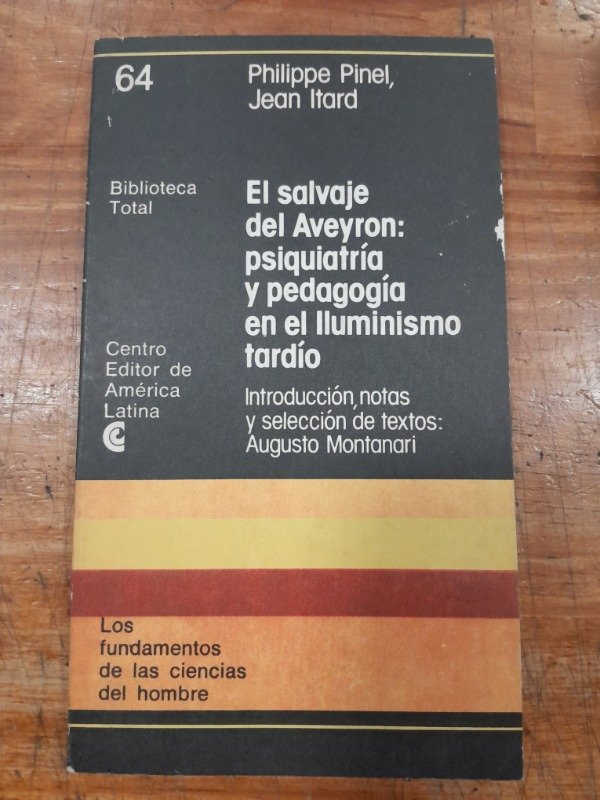 64
Philippe Pinel,
Jean Itard
Biblioteca
Total
El salvaje
del Aveyron:
psiquiatría
y pedagogía
en el Iluminismo
tardío
Centro
Editor de
América
Latina
Introducción, notas
y selección de textos:
Augusto Montanari
Los
fundamentos
de las ciencias
del hombre